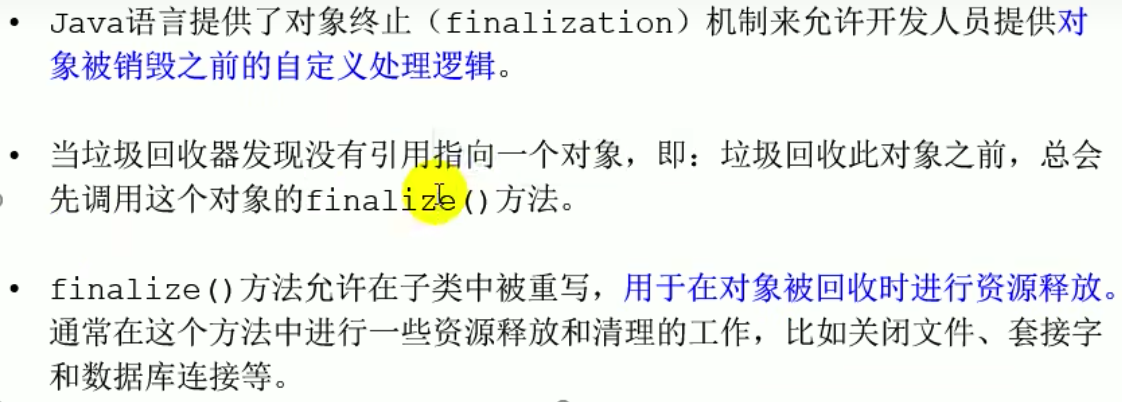 • Java语言提供了对象终止（finalization）机制来允许开发人员提供对
象被销毁之前的自定义处理逻辑。
• 当垃圾回收器发现没有引用指向一个对象，即：垃圾回收此对象之前，总会
先调用这个对象的finalize()方法。
• finalize()方法允许在子类中被重写，用于在对象被回收时进行资源释放。
通常在这个方法中进行一些资源释放和清理的工作，比如关闭文件、套接字
和数据库连接等。